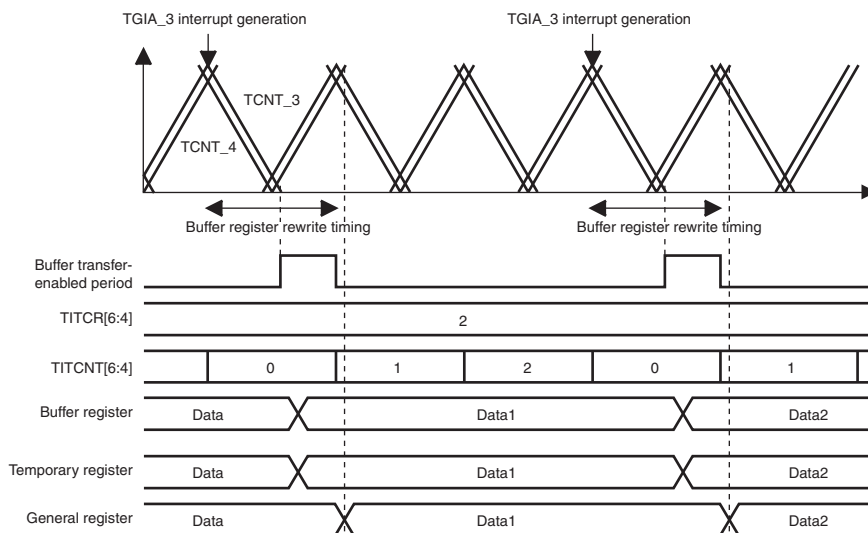 TGIA_3 interrupt generation
TGIA_3 interrupt generation
TCNT_3
TCNT_4
Buffer register rewrite timing
Buffer register rewrite timing
Buffer transfer-
enabled period
TITCR[6:4]
2
TITCNT[6:4]
0
1
2
0
1
Buffer register
Data
Data1
Data2
Temporary register
Data
Data1
Data2
General register
Data
Data1
Data2